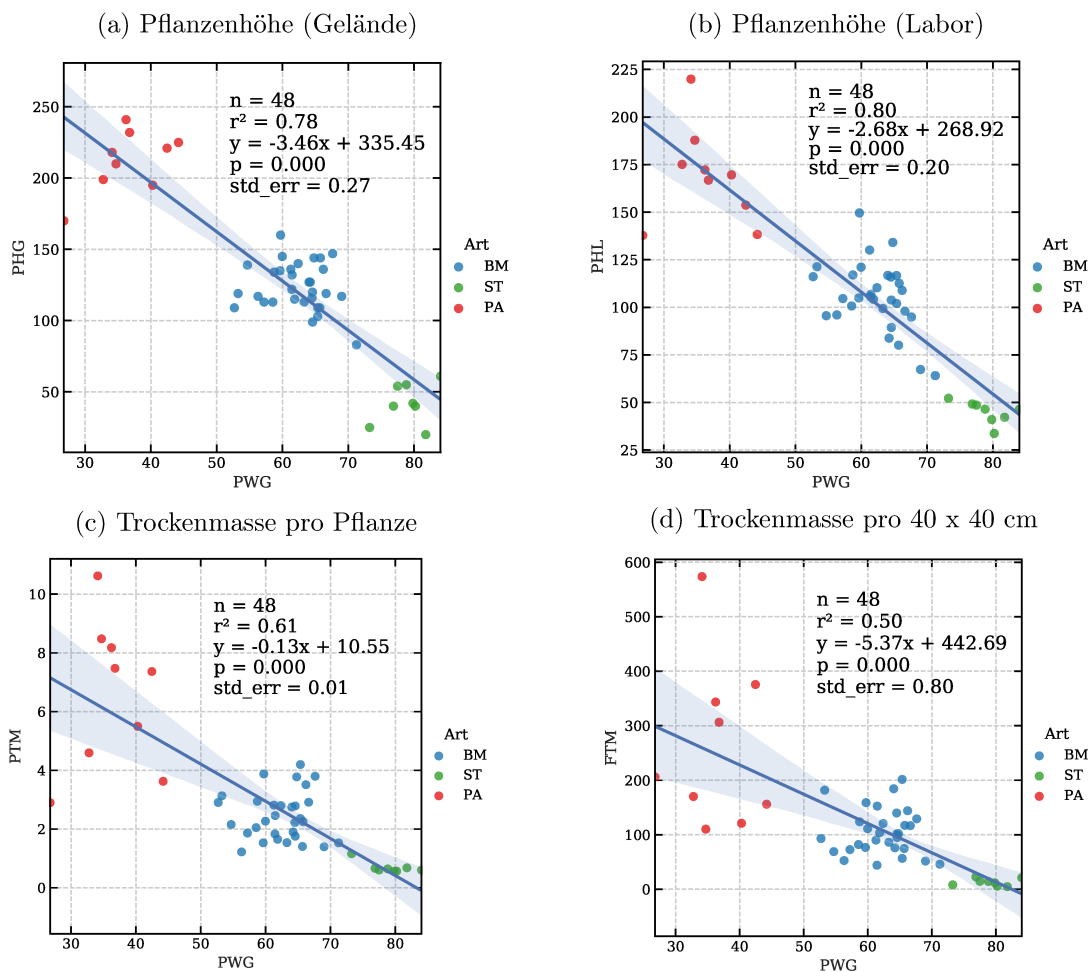 (a) Pflanzenhöhe (Gelände)
n = 48
r² = 0.78
y = -3.46x + 335.45
p = 0.000
std_err = 0.27
250
200
150
100
50
PHG
30 40 50 60 70 80
PWG
Art
BM
ST
PA
(b) Pflanzenhöhe (Labor)
n = 48
r² = 0.80
y = -2.68x + 268.92
p = 0.000
std_err = 0.20
225
200
175
150
125
100
75
50
25
PHL
30 40 50 60 70 80
PWG
Art
BM
ST
PA
(c) Trockenmasse pro Pflanze
n = 48
r² = 0.61
y = -0.13x + 10.55
p = 0.000
std_err = 0.01
10
8
6
4
2
0
PTM
30 40 50 60 70 80
PWG
Art
BM
ST
PA
(d) Trockenmasse pro 40 x 40 cm
n = 48
r² = 0.50
y = -5.37x + 442.69
p = 0.000
std_err = 0.80
600
500
400
300
200
100
0
FTM
30 40 50 60 70 80
PWG
Art
BM
ST
PA